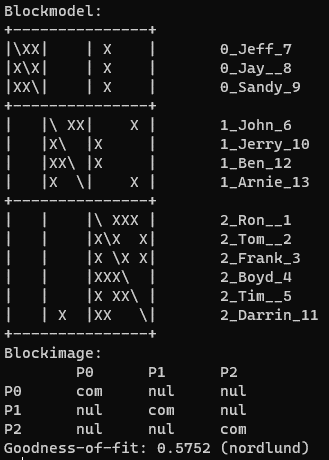 Blockmodel:
+---------------+
|\XX|    | X    |       0_Jeff_7
|X\X|    | X    |       0_Jay__8
|XX\|    | X    |       0_Sandy_9
+---------------+
|   |\ XX|    X |       1_John_6
|   |X\  |X     |       1_Jerry_10
|   |XX\ |X     |       1_Ben_12
|   |X  \|    X |       1_Arnie_13
+---------------+
|   |    |\ XXX |       2_Ron__1
|   |    |X\X  X|       2_Tom__2
|   |    |X \X X|       2_Frank_3
|   |    |XXX\  |       2_Boyd_4
|   |    |X XX\ |       2_Tim__5
|   | X  |XX   \|       2_Darrin_11
+---------------+
Blockimage:
        P0      P1      P2
P0      com     nul     nul
P1      nul     com     nul
P2      nul     nul     com
Goodness-of-fit: 0.5752 (nordlund)